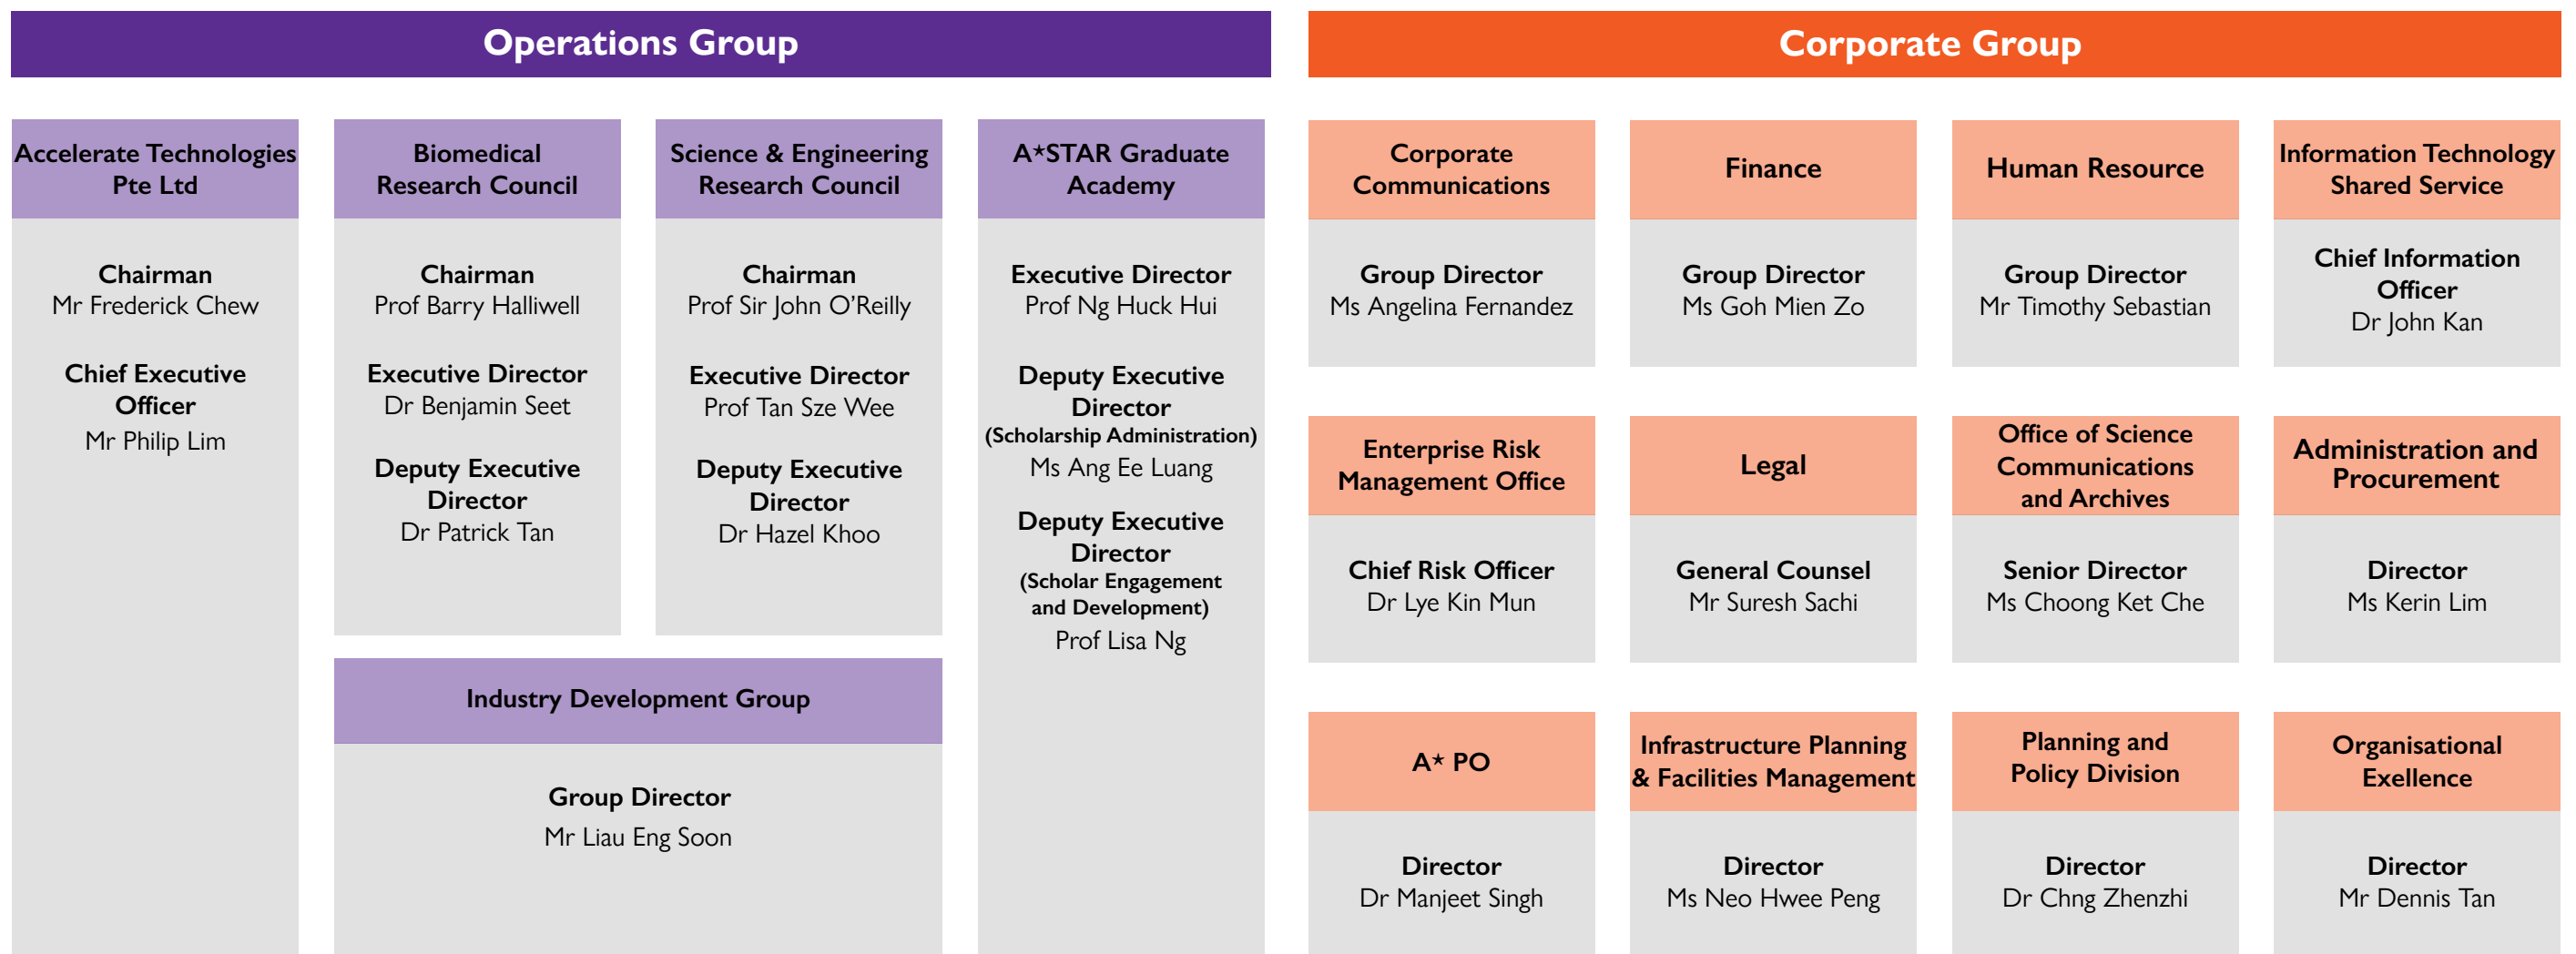 Operations Group
Accelerate Technologies
Pte Ltd
Chairman
Mr Frederick Chew
Chief Executive
Officer
Mr Philip Lim
Biomedical
Research Council
Chairman
Prof Barry Halliwell
Executive Director
Dr Benjamin Seet
Deputy Executive
Director
Dr Patrick Tan
Science & Engineering
Research Council
Chairman
Prof Sir John O’Reilly
Executive Director
Prof Tan Sze Wee
Deputy Executive
Director
Dr Hazel Khoo
Industry Development Group
Group Director
Mr Liau Eng Soon
A★STAR Graduate
Academy
Executive Director
Prof Ng Huck Hui
Deputy Executive
Director
(Scholarship Administration)
Ms Ang Ee Luang
Deputy Executive
Director
(Scholar Engagement
and Development)
Prof Lisa Ng
Corporate Group
Corporate
Communications
Group Director
Ms Angelina Fernandez
Finance
Group Director
Ms Goh Mien Zo
Human Resource
Group Director
Mr Timothy Sebastian
Information Technology
Shared Service
Chief Information
Officer
Dr John Kan
Enterprise Risk
Management Office
Chief Risk Officer
Dr Lye Kin Mun
Legal
General Counsel
Mr Suresh Sachi
Office of Science
Communications
and Archives
Senior Director
Ms Choong Ket Che
Administration and
Procurement
Director
Ms Kerin Lim
A★ PO
Director
Dr Manjeet Singh
Infrastructure Planning
& Facilities Management
Director
Ms Neo Hwee Peng
Planning and
Policy Division
Director
Dr Chng Zhenzhi
Organisational
Exellence
Director
Mr Dennis Tan